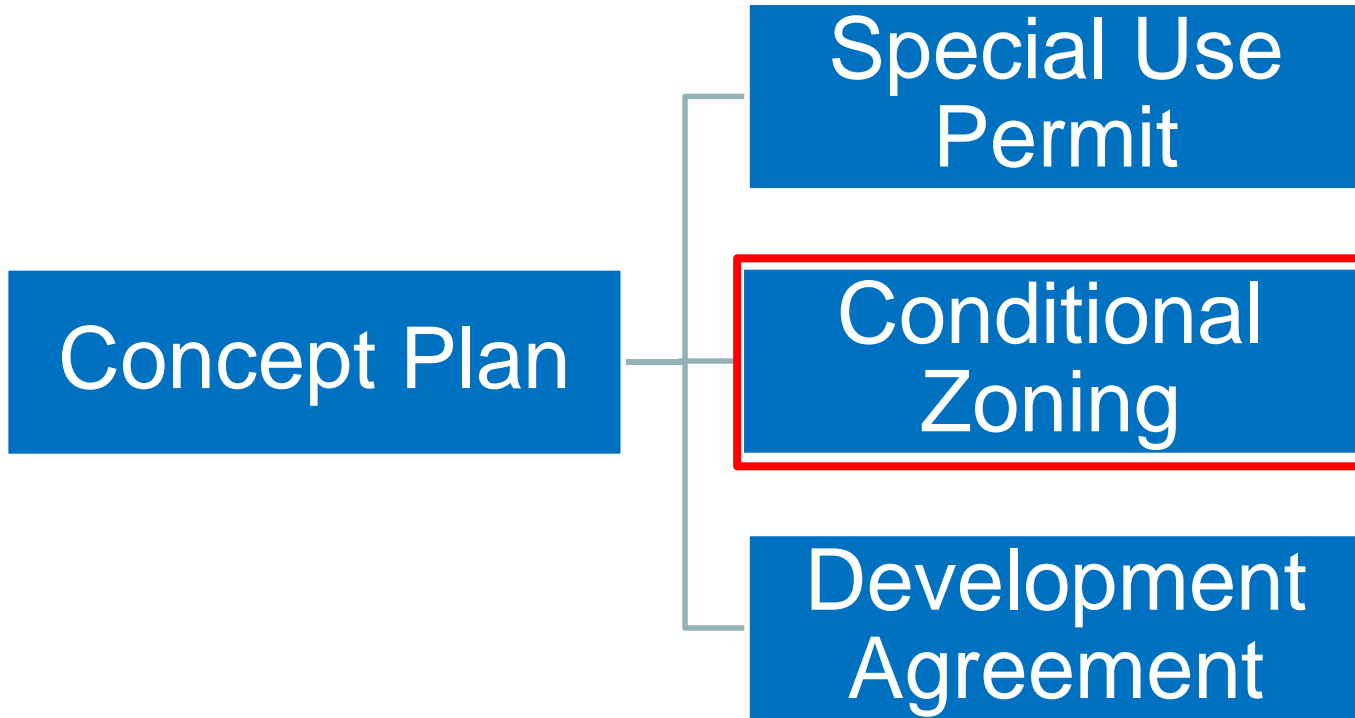 Concept Plan
Special Use
Permit
Conditional
Zoning
Development
Agreement